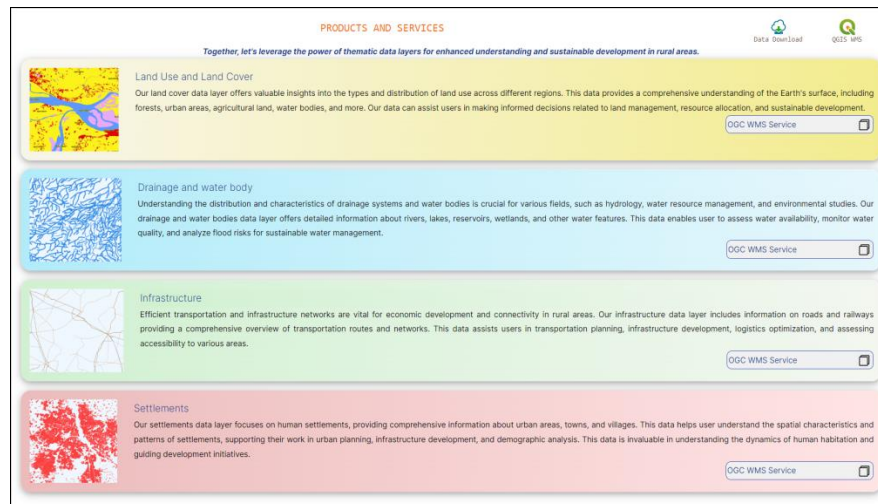 PRODUCTS AND SERVICES
Data Download
QGIS WMS
Together, let's leverage the power of thematic data layers for enhanced understanding and sustainable development in rural areas.
Land Use and Land Cover
Our land cover data layer offers valuable insights into the types and distribution of land use across different regions. This data provides a comprehensive understanding of the Earth's surface, including
forests, urban areas, agricultural land, water bodies, and more. Our data can assist users in making informed decisions related to land management, resource allocation, and sustainable development.
OGC WMS Service
Drainage and water body
Understanding the distribution and characteristics of drainage systems and water bodies is crucial for various fields, such as hydrology, water resource management, and environmental studies. Our
drainage and water bodies data layer offers detailed information about rivers, lakes, reservoirs, wetlands, and other water features. This data enables user to assess water availability, monitor water
quality, and analyze flood risks for sustainable water management.
OGC WMS Service
Infrastructure
Efficient transportation and infrastructure networks are vital for economic development and connectivity in rural areas. Our infrastructure data layer includes information on roads and railways
providing a comprehensive overview of transportation routes and networks. This data assists users in transportation planning, infrastructure development, logistics optimization, and assessing
accessibility to various areas.
OGC WMS Service
Settlements
Our settlements data layer focuses on human settlements, providing comprehensive information about urban areas, towns, and villages. This data helps user understand the spatial characteristics and
patterns of settlements, supporting their work in urban planning, infrastructure development, and demographic analysis. This data is invaluable in understanding the dynamics of human habitation and
guiding development initiatives.
OGC WMS Service